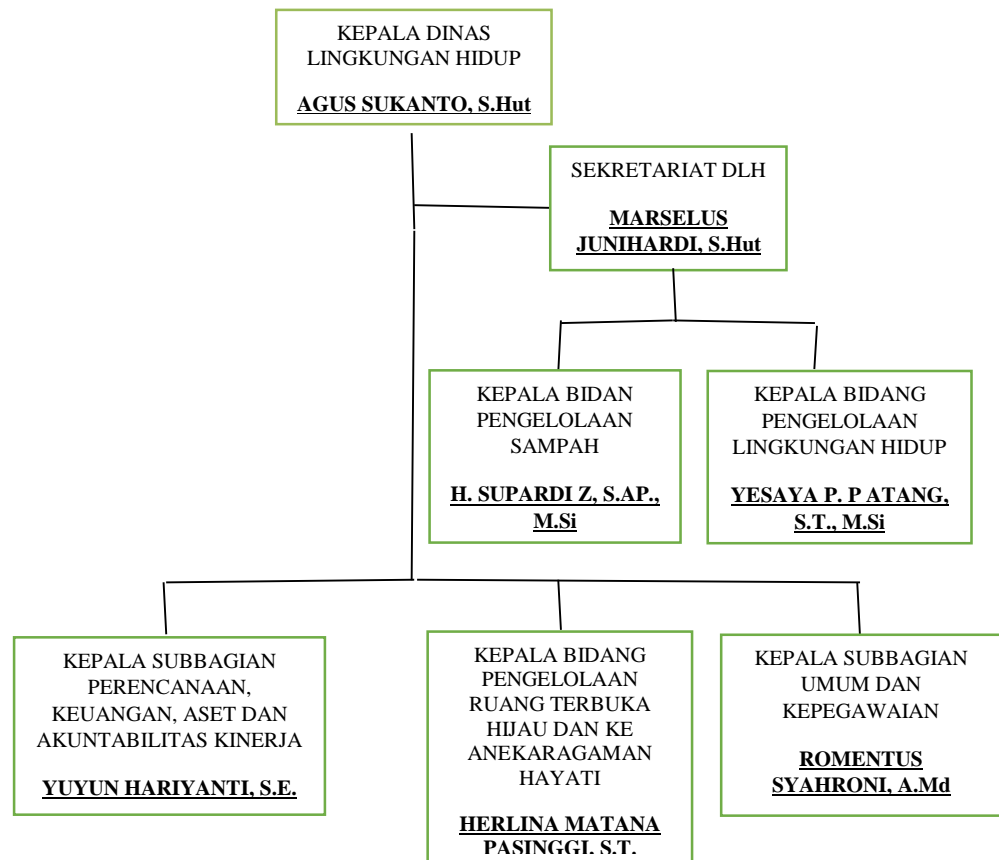 KEPALA DINAS
LINGKUNGAN HIDUP
AGUS SUKANTO, S.Hut
SEKRETARIAT DLH
MARSELUS
JUNIHARDI, S.Hut
KEPALA BIDAN
PENGELOLAAN
SAMPAH
H. SUPARDI Z, S.AP.,
M.Si
KEPALA BIDANG
PENGELOLAAN
LINGKUNGAN HIDUP
YESAYA P. P ATANG,
S.T., M.Si
KEPALA SUBBAGIAN
PERENCANAAN,
KEUANGAN, ASET DAN
AKUNTABILITAS KINERJA
YUYUN HARIYANTI, S.E.
KEPALA BIDANG
PENGELOLAAN
RUANG TERBUKA
HIJAU DAN KE
ANEKARAGAMAN
HAYATI
HERLINA MATANA
PASINGGI, S.T.
KEPALA SUBBAGIAN
UMUM DAN
KEPEGAWAIAN
ROMENTUS
SYAHRONI, A.Md